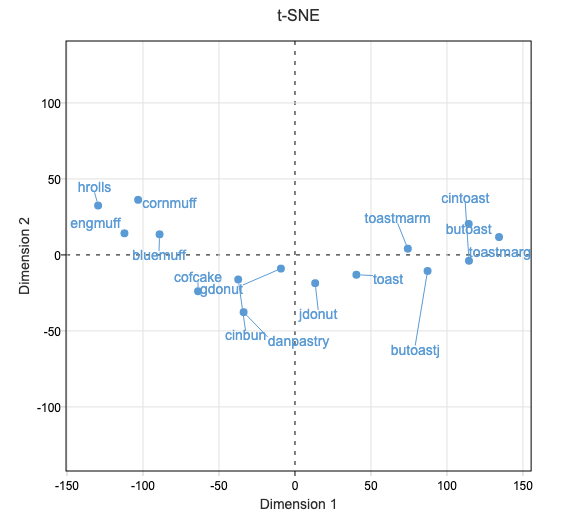 t-SNE
100
50
0
-50
-100
Dimension 2
hrolls
cornmuff
engmuff
bluemuff
cofcake
gdonut
cinbun
danpastry
jdonut
toast
toastmarm
cintoast
butoast
toastmarg
butoastj
-150
-100
-50
0
50
100
150
Dimension 1